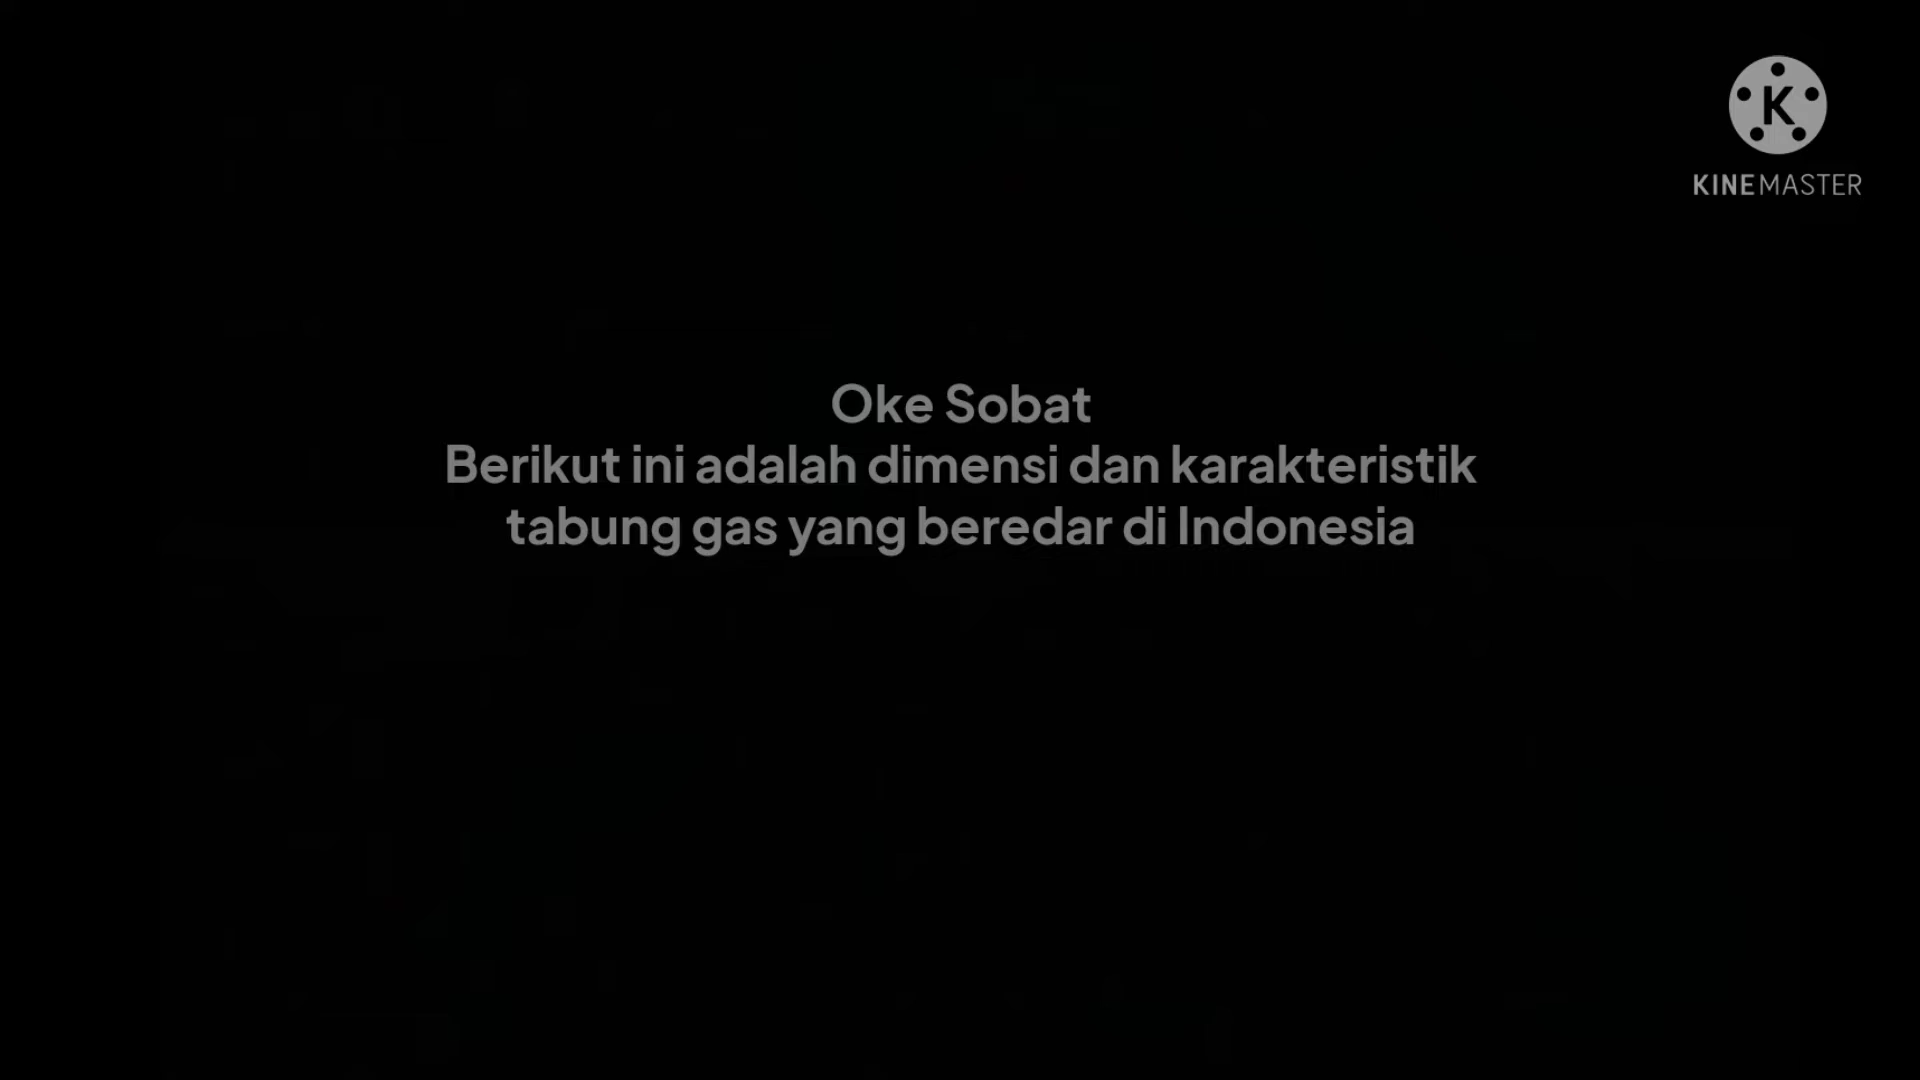 K
KINEMASTER
Oke Sobat
Berikut ini adalah dimensi dan karakteristik
tabung gas yang beredar di Indonesia